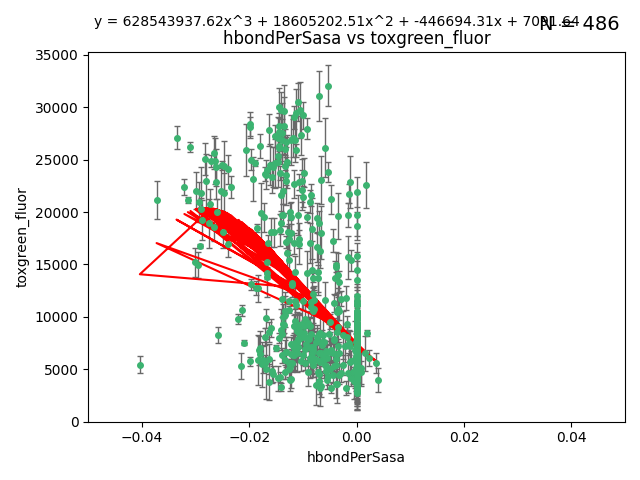 y = 628543937.62x^3 + 18605202.51x^2 + -446694.31x + 7091.64
N = 486
hbondPerSasa vs toxgreen_fluor
35000
30000
25000
20000
15000
10000
5000
0
toxgreen_fluor
−0.04
−0.02
0.00
0.02
0.04
hbondPerSasa